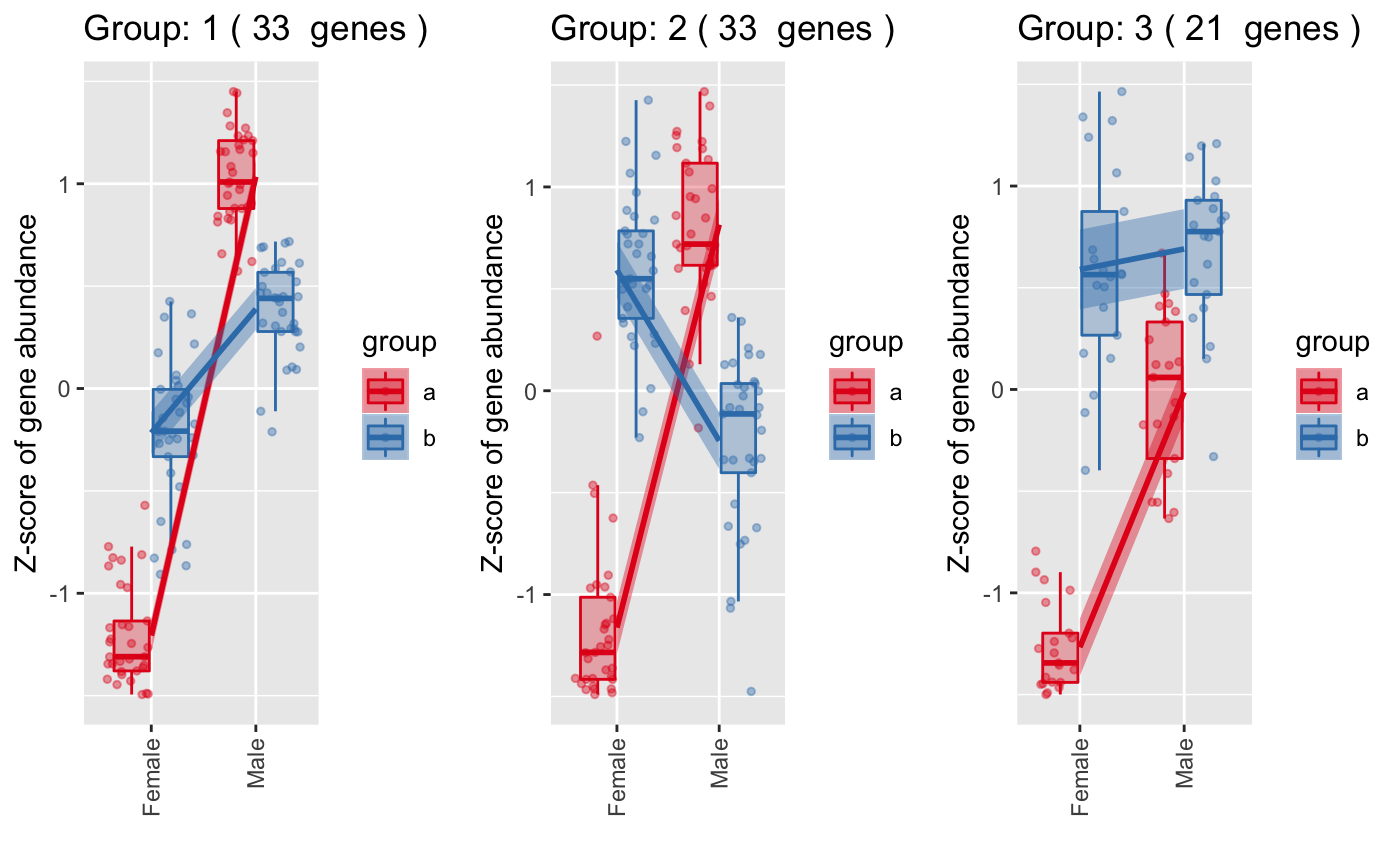 Group: 1 ( 33  genes )
Z-score of gene abundance
1
0
-1
Female
Male
group
a
b
Group: 2 ( 33  genes )
Z-score of gene abundance
1
0
-1
Female
Male
group
a
b
Group: 3 ( 21  genes )
Z-score of gene abundance
1
0
-1
Female
Male
group
a
b